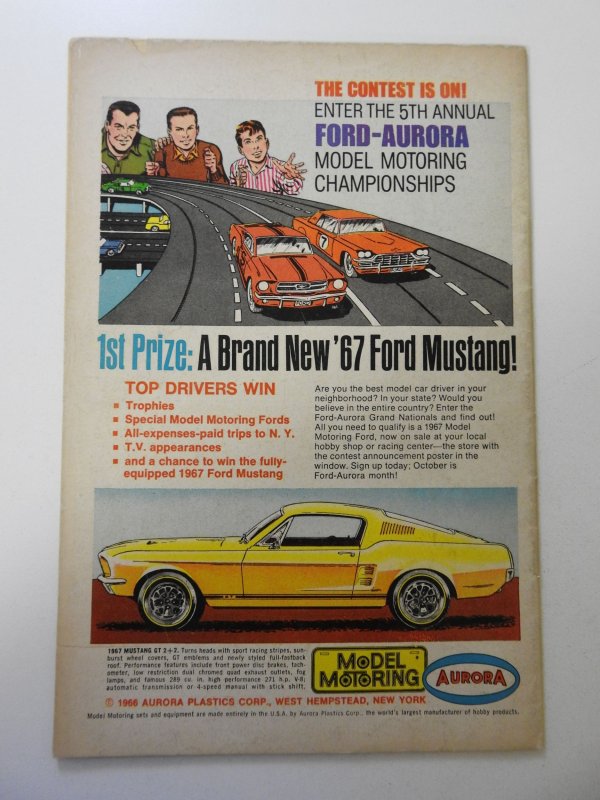 THE CONTEST IS ON!
ENTER THE 5TH ANNUAL
FORD-AURORA
MODEL MOTORING
CHAMPIONSHIPS
7
1st Prize: A Brand New '67 Ford Mustang!
TOP DRIVERS WIN
Trophies
Special Model Motoring Fords
All-expenses-paid trips to N. Y.
T.V. appearances
and a chance to win the fully-
equipped 1967 Ford Mustang
Are you the best model car driver in your
neighborhood? In your state? Would you
believe in the entire country? Enter the
Ford-Aurora Grand Nationals and find out!
All you need to qualify is a 1967 Model
Motoring Ford, now on sale at your local
hobby shop or racing center—the store with
the contest announcement poster in the
window. Sign up today; October is
Ford-Aurora month!
1967 MUSTANG GT 2+2. Turns heads with sport racing stripes, sun-
burst wheel covers, GT emblems and newly styled full-fastback
roof. Performance features include front power disc brakes, tach-
ometer, low restriction dual chromed quad exhaust outlets, fog
lamps, and famous 289 cu. in. high performance 271 h.p. V-8;
automatic transmission or 4-speed manual with stick shift.
MODEL
MOTORING
AURORA
© 1966 AURORA PLASTICS CORP., WEST HEMPSTEAD, NEW YORK
Model Motoring sets and equipment are made entirely in the U.S.A. by Aurora Plastics Corp., the world's largest manufacturer of hobby products.